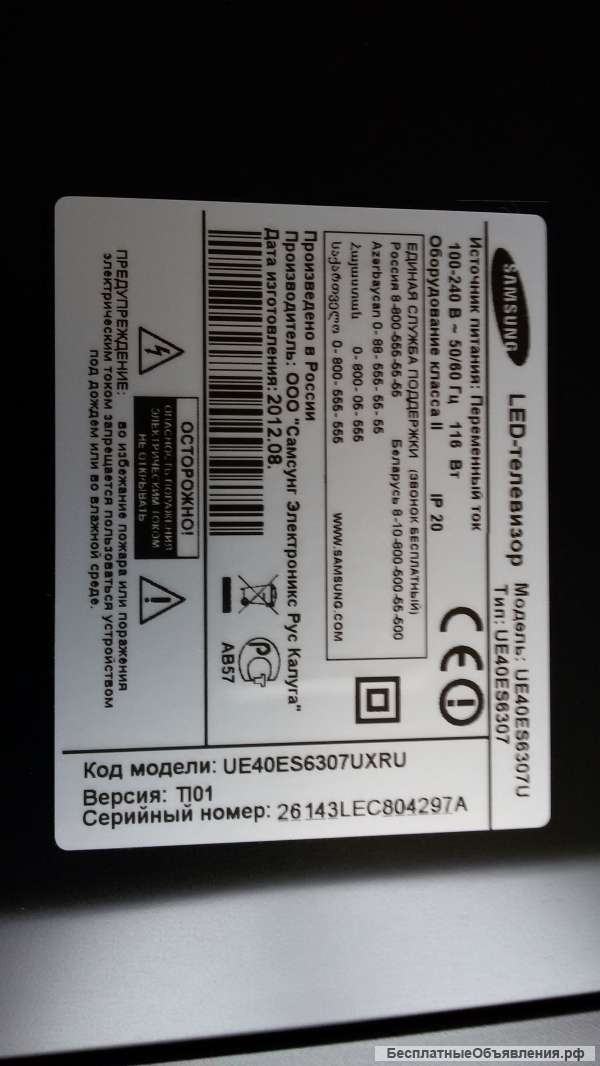 SAMSUNG
LED-телевизор
Модель: UE40ES6307U
Тип: UE40ES6307
Источник питания: Переменный ток
100-240 В ~ 50/60 Гц 116 Вт
Оборудование класса II IP 20
ЕДИНАЯ СЛУЖБА ПОДДЕРЖКИ (ЗВОНОК БЕСПЛАТНЫЙ)
Россия 8-800-555-55-55 Беларусь 8-10-800-500-55-500
Azerbaycan 0-88-555-55-55
Հայաստան 0-800-05-555
საქართველო 0-800-555-555 WWW.SAMSUNG.COM
Произведено в России
Производитель: ООО "Самсунг Электроникс Рус Калуга"
Дата изготовления: 2012.08.
АВ57
ОСТОРОЖНО!
ОПАСНОСТЬ ПОРАЖЕНИЯ
ЭЛЕКТРИЧЕСКИМ ТОКОМ
НЕ ОТКРЫВАТЬ
ПРЕДУПРЕЖДЕНИЕ: во избежание пожара или поражения
электрическим током запрещается пользоваться устройством
под дождем или во влажной среде.
Код модели: UE40ES6307UXRU
Версия: TI01
Серийный номер: 26143LEC804297A
БесплатныеОбъявления.рф